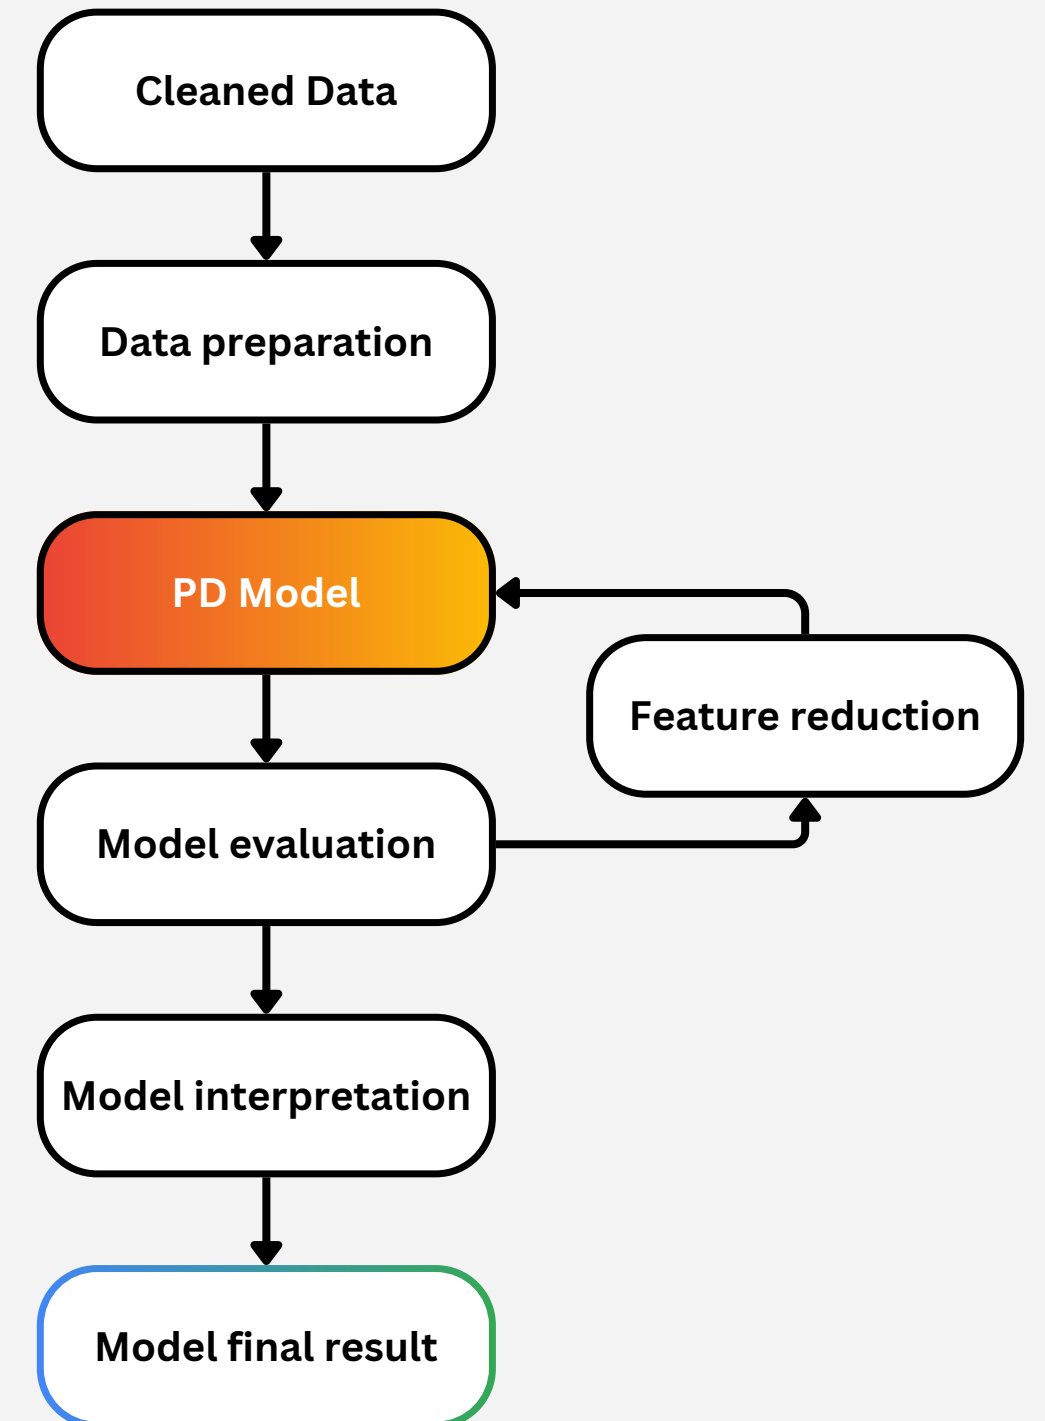 Cleaned Data
Data preparation
PD Model
Feature reduction
Model evaluation
Model interpretation
Model final result